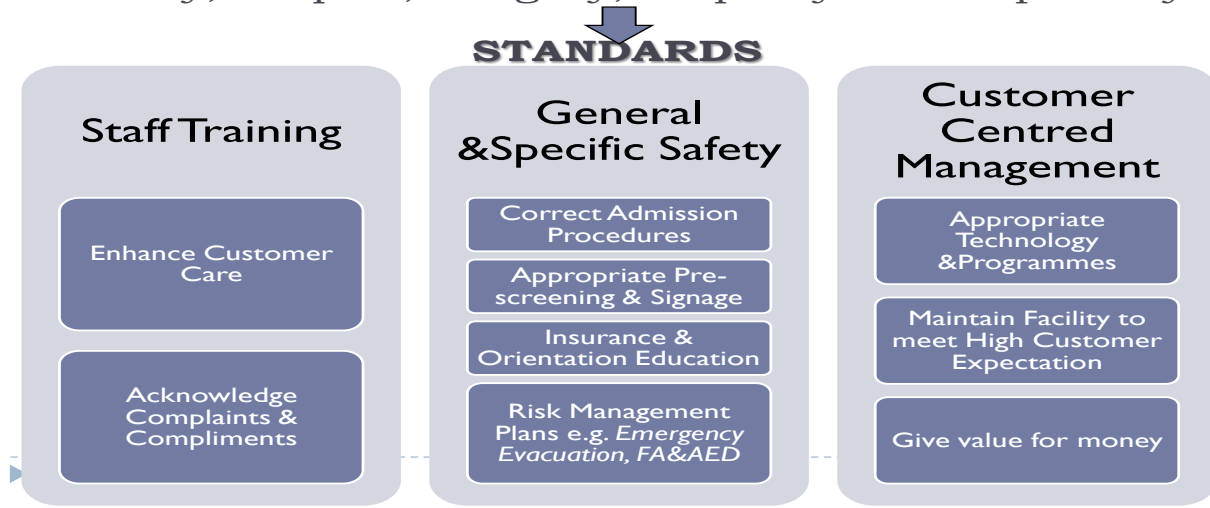 STANDARDS
Staff Training
Enhance Customer
Care
Acknowledge
Complaints &
Compliments
General
&Specific Safety
Correct Admission
Procedures
Appropriate Pre-
screening & Signage
Insurance &
Orientation Education
Risk Management
Plans e.g. Emergency
Evacuation, FA&AED
Customer
Centred
Management
Appropriate
Technology
&Programmes
Maintain Facility to
meet High Customer
Expectation
Give value for money